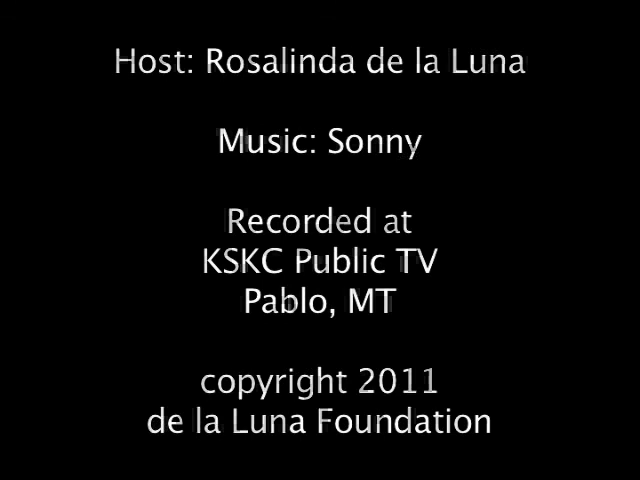 Host: Rosalinda de la Luna
Music: Sonny
Recorded at
KSKC Public TV
Pablo, MT
copyright 2011
de la Luna Foundation